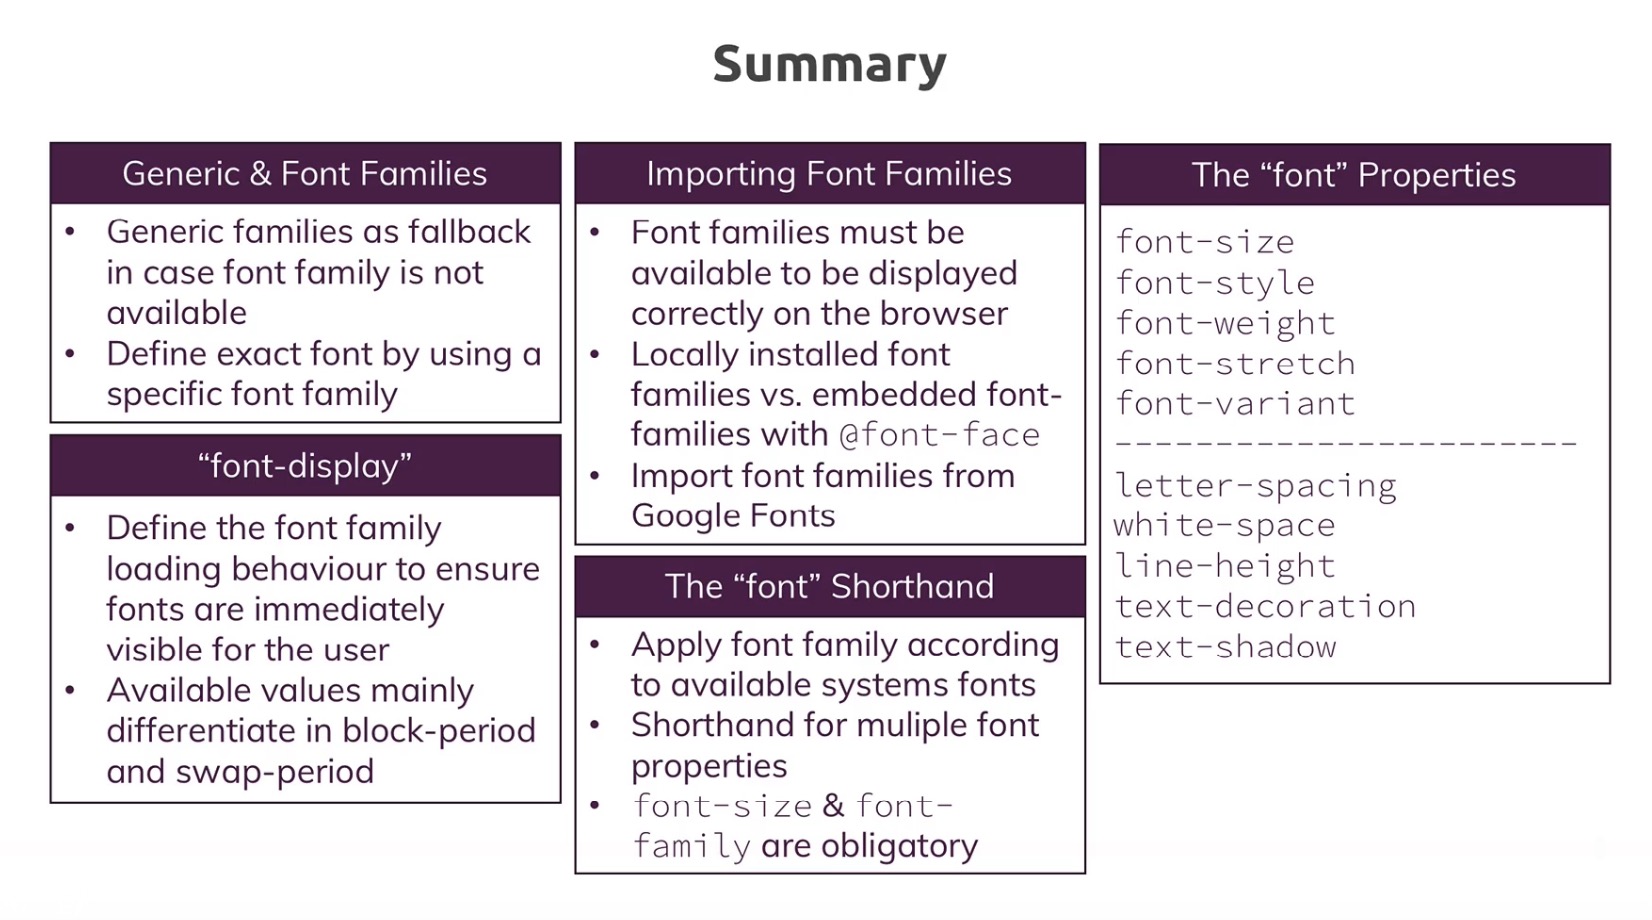 Summary
Generic & Font Families
• Generic families as fallback
in case font family is not
available
• Define exact font by using a
specific font family
“font-display”
• Define the font family
loading behaviour to ensure
fonts are immediately
visible for the user
• Available values mainly
differentiate in block-period
and swap-period
Importing Font Families
• Font families must be
available to be displayed
correctly on the browser
• Locally installed font
families vs. embedded font-
families with @font-face
• Import font families from
Google Fonts
The “font” Shorthand
• Apply font family according
to available systems fonts
• Shorthand for muliple font
properties
• font-size & font-
family are obligatory
The “font” Properties
font-size
font-style
font-weight
font-stretch
font-variant
-----------------------
letter-spacing
white-space
line-height
text-decoration
text-shadow